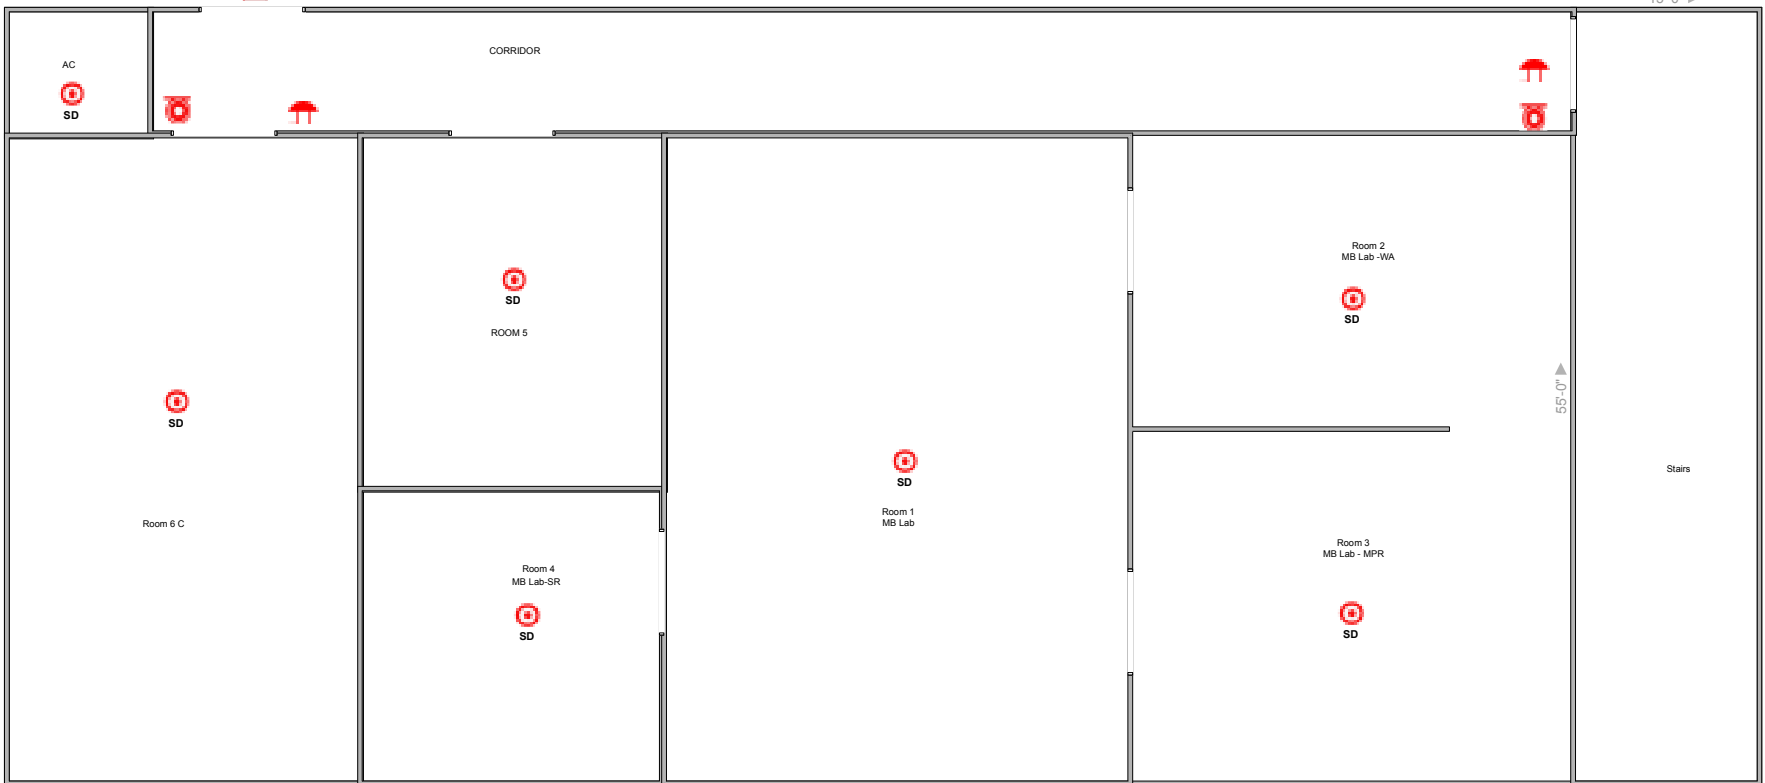 CORRIDOR
AC
SD
Room 2
MB Lab -WA
SD
SD
ROOM 5
55'-0"
SD
SD
Room 1
MB Lab
Stairs
Room 6 C
Room 3
MB Lab - MPR
Room 4
MB Lab-SR
SD
SD